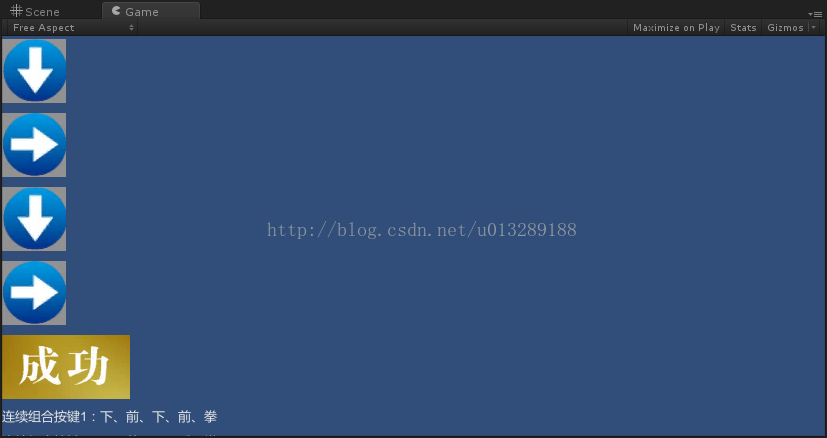 Scene
Game
Free Aspect
Maximize on Play
Stats
Gizmos
http://blog.csdn.net/u013289188
成功
连续组合按键1：下、前、下、前、拳